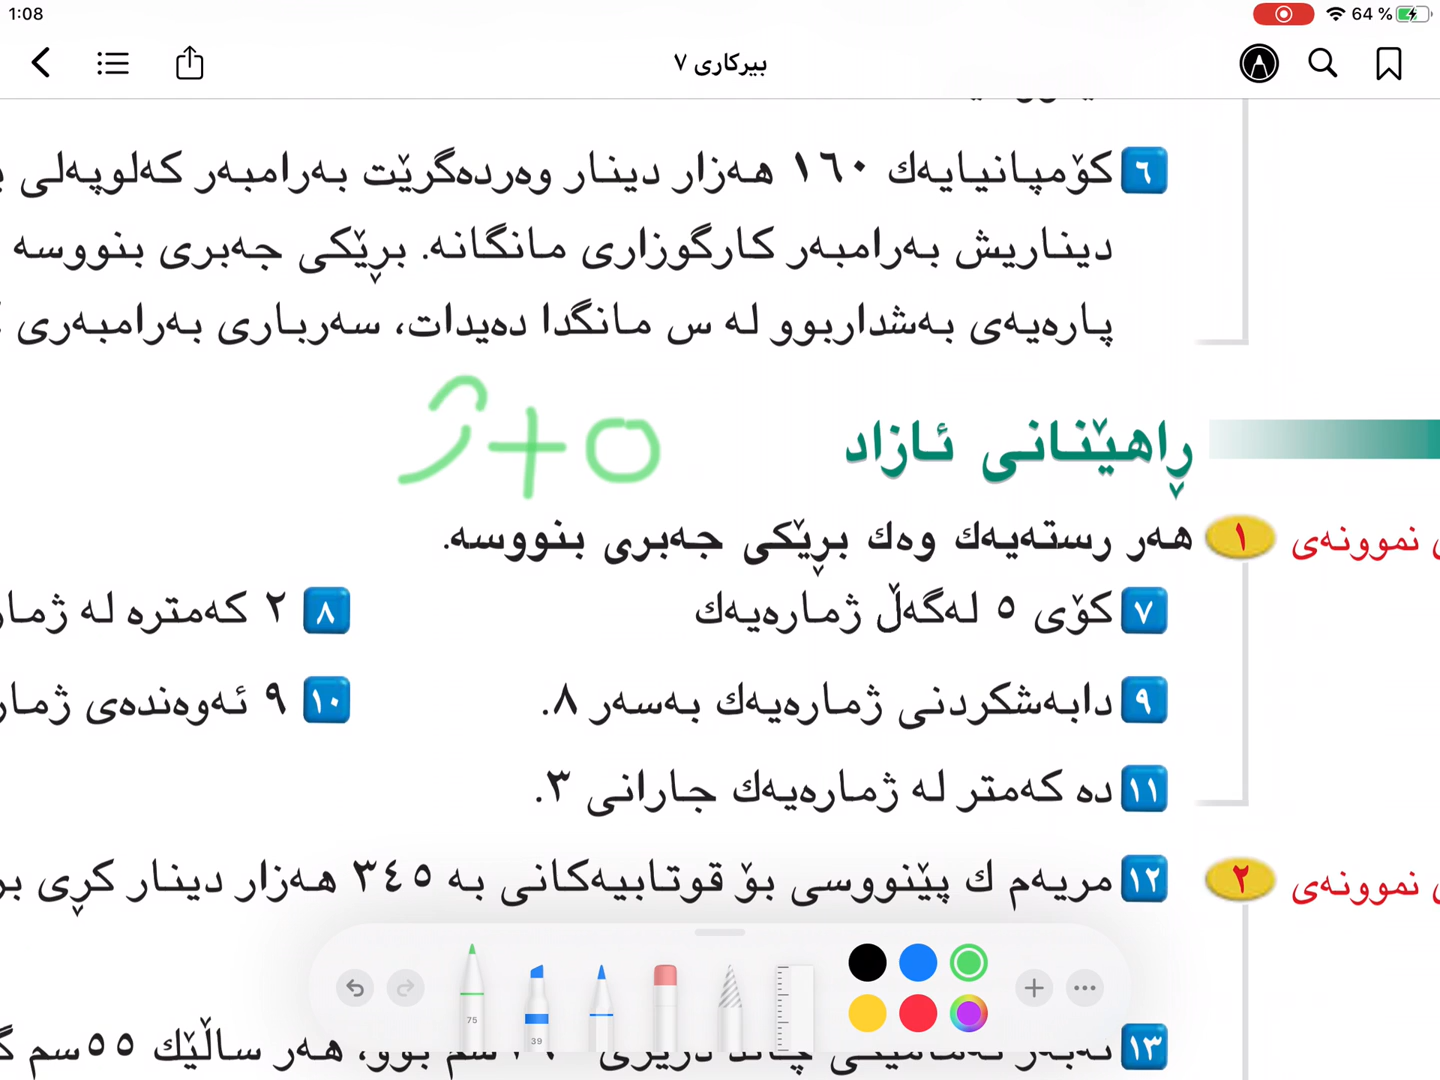 1:08
64 %
بیرکاری ٧
٦ کۆمپانیایەك ١٦٠ هەزار دینار وەردەگرێت بەرامبەر کەلوپەلی
دیناریش بەرامبەر کارگوزاری مانگانە. بڕێکی جەبری بنووسە
پارەیەی بەشداربوو لە س مانگدا دەیدات، سەرباری بەرامبەری
ڕاهێنانی ئازاد
٥+
نموونەی ١ هەر رستەیەك وەك بڕێکی جەبری بنووسە.
٧ کۆی ٥ لەگەڵ ژمارەیەك ٨ ٢ کەمترە لە
٩ دابەشکردنی ژمارەیەك بەسەر ٨. ١٠ ٩ ئەوەندەی
١١ دە کەمتر لە ژمارەیەك جارانی ٣.
نموونەی ٢ ١٢ مریەم ك پێنووسی بۆ قوتابیەکانی بە ٣٤٥ هەزار دینار کڕی
75
39
١٣ بوو، هەر ساڵێك ٥٥سم